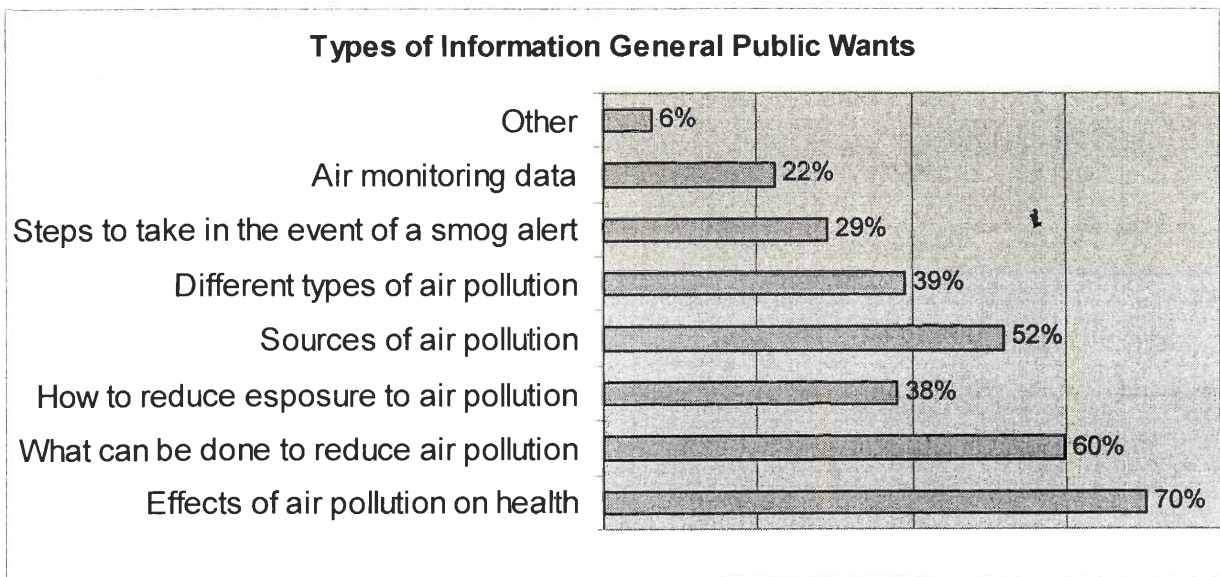 Types of Information General Public Wants
Other 6%
Air monitoring data 22%
Steps to take in the event of a smog alert 29%
Different types of air pollution 39%
Sources of air pollution 52%
How to reduce esposure to air pollution 38%
What can be done to reduce air pollution 60%
Effects of air pollution on health 70%